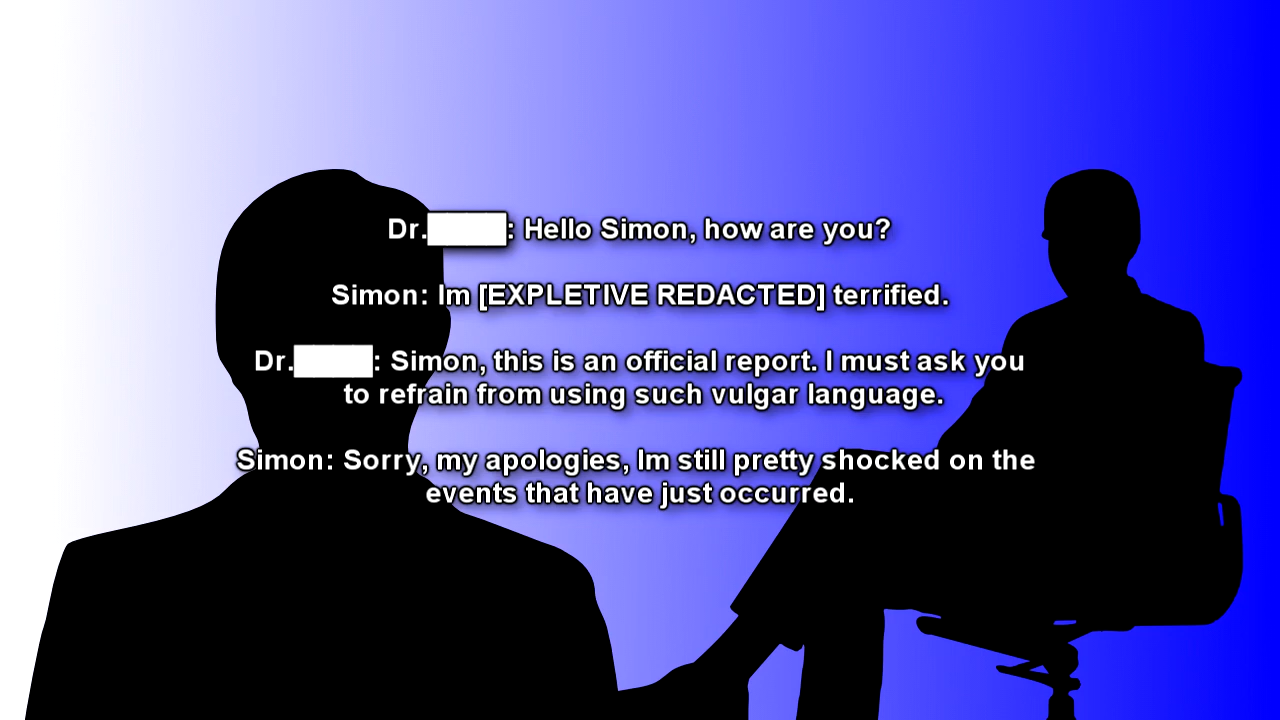 Dr.████: Hello Simon, how are you?
Simon: Im [EXPLETIVE REDACTED] terrified.
Dr.████: Simon, this is an official report. I must ask you
to refrain from using such vulgar language.
Simon: Sorry, my apologies, Im still pretty shocked on the
events that have just occurred.